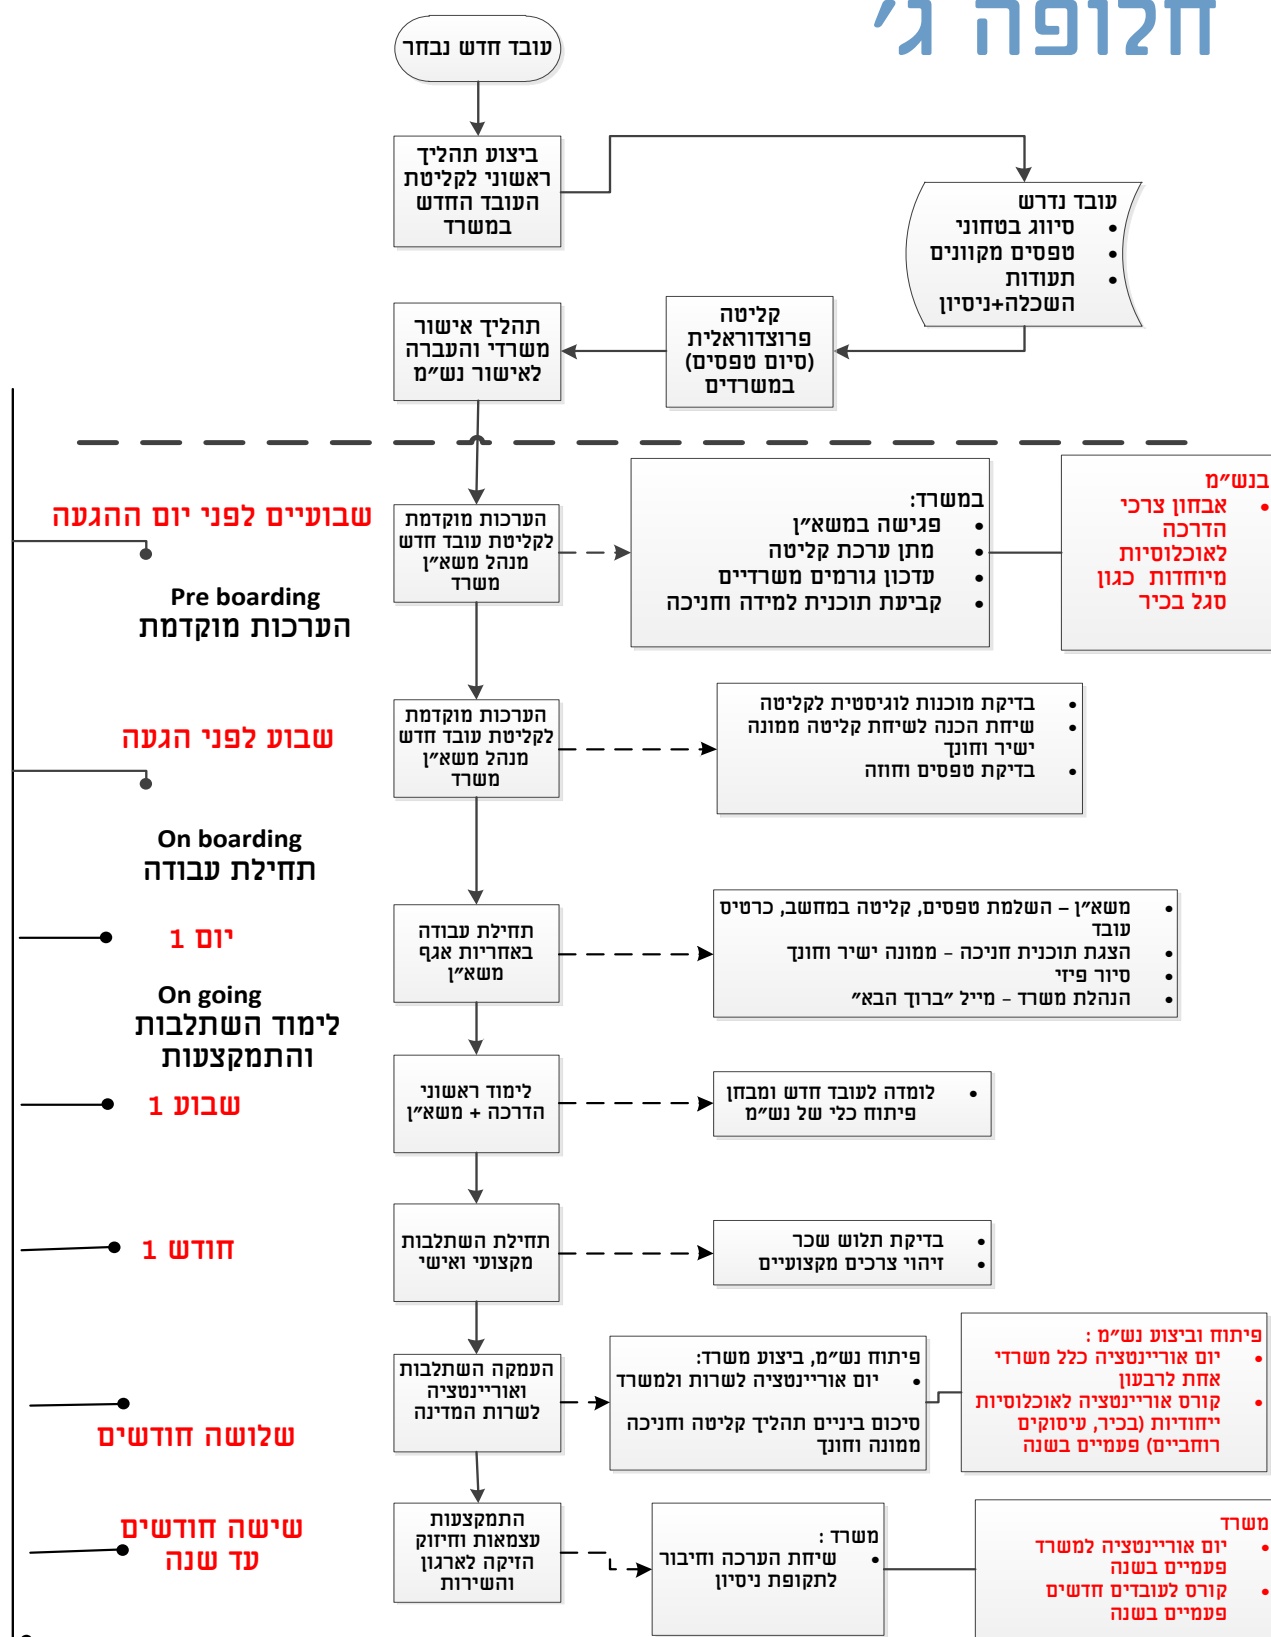 חלופה ג׳
עובד חדש נבחר
ביצוע תהליך
ראשוני לקליטת
העובד החדש
במשרד
עובד נדרש
• סיווג בטחוני
• טפסים מקוונים
• תעודות
השכלה+ניסיון
קליטה
פרוצדוראלית
(סיום טפסים)
במשרדים
תהליך אישור
משרדי והעברה
לאישור נש״מ
שבועיים לפני יום ההגעה
Pre boarding
הערכות מוקדמת
הערכות מוקדמת
לקליטת עובד חדש
מנהל משא״ן
משרד
במשרד:
• פגישה במשא״ן
• מתן ערכת קליטה
• עדכון גורמים משרדיים
• קביעת תוכנית למידה וחניכה
בנש״מ
• אבחון צרכי
הדרכה
לאוכלוסיות
מיוחדות כגון
סגל בכיר
שבוע לפני הגעה
הערכות מוקדמת
לקליטת עובד חדש
מנהל משא״ן
משרד
• בדיקת מוכנות לוגיסטית לקליטה
• שיחת הכנה לשיחת קליטה ממונה
ישיר וחונך
• בדיקת טפסים וחוזה
On boarding
תחילת עבודה
יום 1
תחילת עבודה
באחריות אגף
משא״ן
• משא״ן – השלמת טפסים, קליטה במחשב, כרטיס
עובד
• הצגת תוכנית חניכה – ממונה ישיר וחונך
• סיור פיזי
• הנהלת משרד – מייל ״ברוך הבא״
On going
לימוד השתלבות
והתמקצעות
שבוע 1
לימוד ראשוני
הדרכה + משא״ן
• לומדה לעובד חדש ומבחן
פיתוח כלי של נש״מ
חודש 1
תחילת השתלבות
מקצועי ואישי
• בדיקת תלוש שכר
• זיהוי צרכים מקצועיים
שלושה חודשים
העמקה השתלבות
ואוריינטציה
לשרות המדינה
פיתוח נש״מ, ביצוע משרד:
• יום אוריינטציה לשרות ולמשרד
סיכום ביניים תהליך קליטה וחניכה
ממונה וחונך
פיתוח וביצוע נש״מ :
• יום אוריינטציה כלל משרדי
אחת לרבעון
• קורס אוריינטציה לאוכלוסיות
ייחודיות (בכיר, עיסוקים
רוחביים) פעמיים בשנה
שישה חודשים
עד שנה
התמקצעות
עצמאות וחיזוק
הזיקה לארגון
והשירות
משרד :
• שיחת הערכה וחיבור
לתקופת ניסיון
משרד
• יום אוריינטציה למשרד
פעמיים בשנה
• קורס לעובדים חדשים
פעמיים בשנה